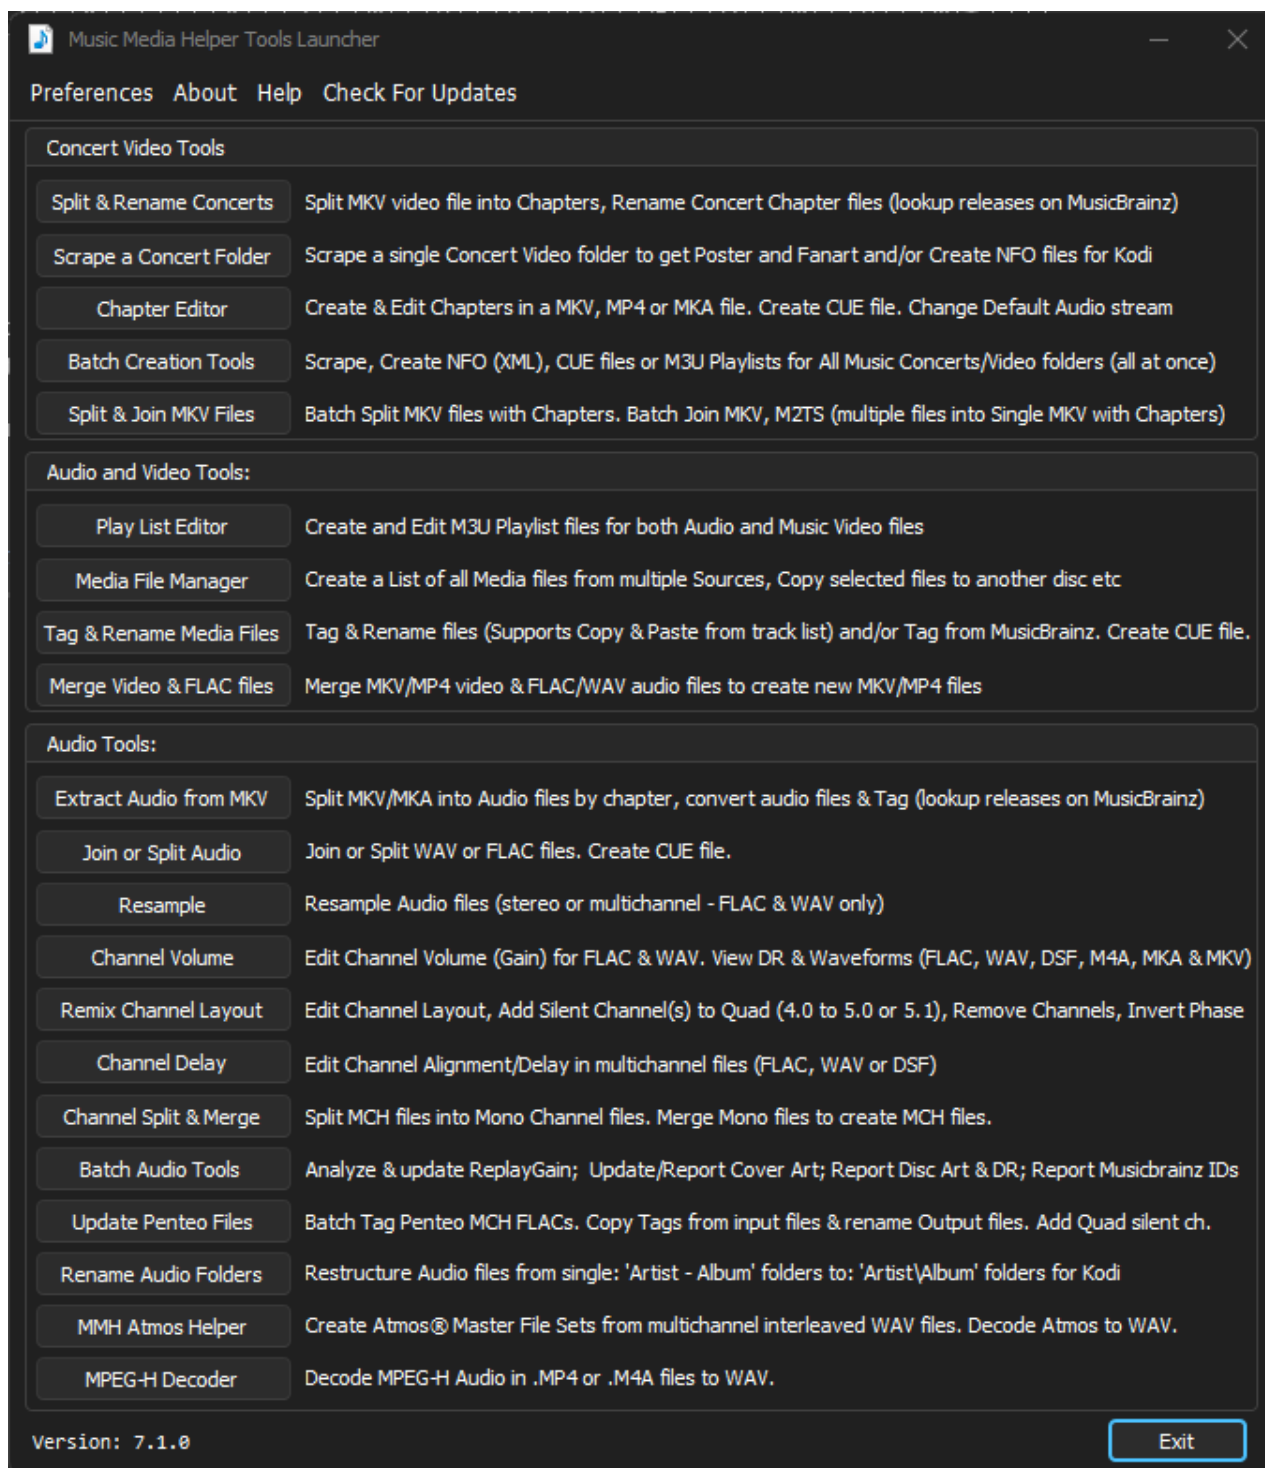 Music Media Helper Tools Launcher
Preferences About Help Check For Updates
Concert Video Tools
Split & Rename Concerts Split MKV video file into Chapters, Rename Concert Chapter files (lookup releases on MusicBrainz)
Scrape a Concert Folder Scrape a single Concert Video folder to get Poster and Fanart and/or Create NFO files for Kodi
Chapter Editor Create & Edit Chapters in a MKV, MP4 or MKA file. Create CUE file. Change Default Audio stream
Batch Creation Tools Scrape, Create NFO (XML), CUE files or M3U Playlists for All Music Concerts/Video folders (all at once)
Split & Join MKV Files Batch Split MKV files with Chapters. Batch Join MKV, M2TS (multiple files into Single MKV with Chapters)
Audio and Video Tools:
Play List Editor Create and Edit M3U Playlist files for both Audio and Music Video files
Media File Manager Create a List of all Media files from multiple Sources, Copy selected files to another disc etc
Tag & Rename Media Files Tag & Rename files (Supports Copy & Paste from track list) and/or Tag from MusicBrainz. Create CUE file.
Merge Video & FLAC files Merge MKV/MP4 video & FLAC/WAV audio files to create new MKV/MP4 files
Audio Tools:
Extract Audio from MKV Split MKV/MKA into Audio files by chapter, convert audio files & Tag (lookup releases on MusicBrainz)
Join or Split Audio Join or Split WAV or FLAC files. Create CUE file.
Resample Resample Audio files (stereo or multichannel - FLAC & WAV only)
Channel Volume Edit Channel Volume (Gain) for FLAC & WAV. View DR & Waveforms (FLAC, WAV, DSF, M4A, MKA & MKV)
Remix Channel Layout Edit Channel Layout, Add Silent Channel(s) to Quad (4.0 to 5.0 or 5.1), Remove Channels, Invert Phase
Channel Delay Edit Channel Alignment/Delay in multichannel files (FLAC, WAV or DSF)
Channel Split & Merge Split MCH files into Mono Channel files. Merge Mono files to create MCH files.
Batch Audio Tools Analyze & update ReplayGain; Update/Report Cover Art; Report Disc Art & DR; Report Musicbrainz IDs
Update Penteo Files Batch Tag Penteo MCH FLACs. Copy Tags from input files & rename Output files. Add Quad silent ch.
Rename Audio Folders Restructure Audio files from single: 'Artist - Album' folders to: 'Artist\Album' folders for Kodi
MMH Atmos Helper Create Atmos® Master File Sets from multichannel interleaved WAV files. Decode Atmos to WAV.
MPEG-H Decoder Decode MPEG-H Audio in .MP4 or .M4A files to WAV.
Version: 7.1.0 Exit